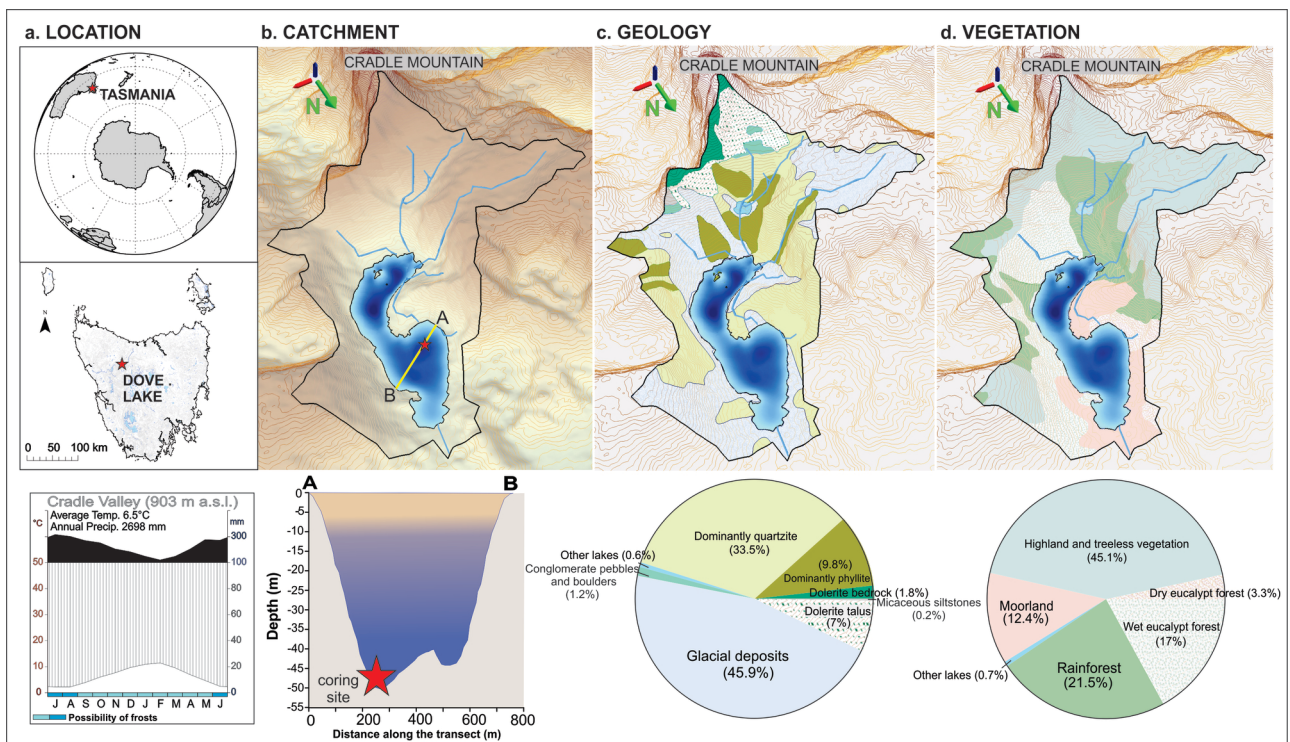 a. LOCATION
TASMANIA
N
DOVE
LAKE
0 50 100 km
b. CATCHMENT
CRADLE MOUNTAIN
N
A
B
c. GEOLOGY
CRADLE MOUNTAIN
N
d. VEGETATION
CRADLE MOUNTAIN
N
Cradle Valley (903 m a.s.l.)
Average Temp. 6.5°C
Annual Precip. 2698 mm
°C
mm
300
50
100
40
80
30
60
20
40
10
20
0
0
J A S O N D J F M A M J
Possibility of frosts
A
B
Depth (m)
0
-5
-10
-15
-20
-25
-30
-35
-40
-45
-50
-55
coring
site
0 200 400 600 800
Distance along the transect (m)
Dominantly quartzite
(33.5%)
(9.8%)
Dominantly phyllite
Dolerite bedrock (1.8%)
Micaceous siltstones
(0.2%)
Dolerite talus
(7%)
Glacial deposits
(45.9%)
Other lakes (0.6%)
Conglomerate pebbles
and boulders
(1.2%)
Highland and treeless vegetation
(45.1%)
Dry eucalypt forest (3.3%)
Wet eucalypt forest
(17%)
Rainforest
(21.5%)
Other lakes (0.7%)
Moorland
(12.4%)